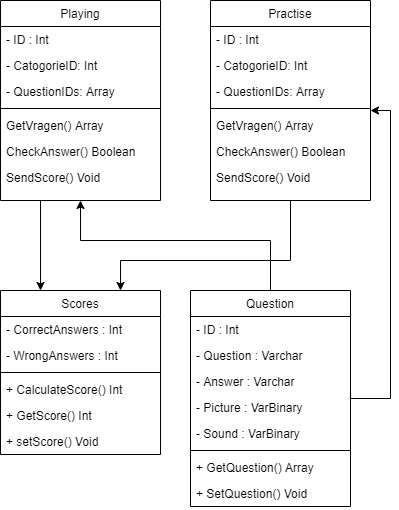 Playing
- ID : Int
- CatogorieID: Int
- QuestionIDs: Array
GetVragen() Array
CheckAnswer() Boolean
SendScore() Void
Practise
- ID : Int
- CatogorieID: Int
- QuestionIDs: Array
GetVragen() Array
CheckAnswer() Boolean
SendScore() Void
Scores
- CorrectAnswers : Int
- WrongAnswers : Int
+ CalculateScore() Int
+ GetScore() Int
+ setScore() Void
Question
- ID : Int
- Question : Varchar
- Answer : Varchar
- Picture : VarBinary
- Sound : VarBinary
+ GetQuestion() Array
+ SetQuestion() Void